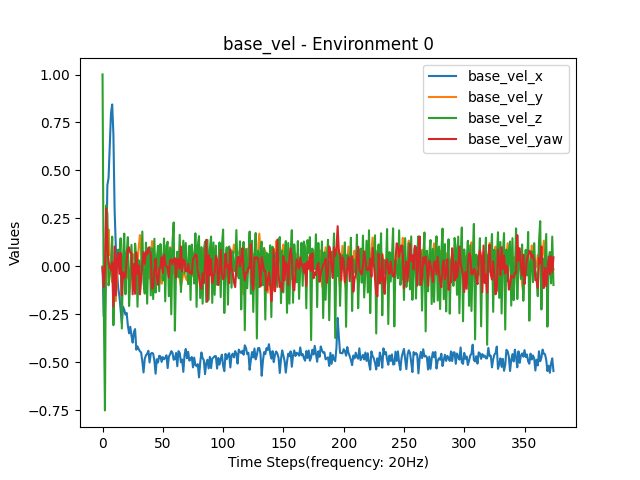 base_vel - Environment 0
1.00
0.75
0.50
0.25
0.00
−0.25
−0.50
−0.75
Values
base_vel_x
base_vel_y
base_vel_z
base_vel_yaw
0 50 100 150 200 250 300 350
Time Steps(frequency: 20Hz)